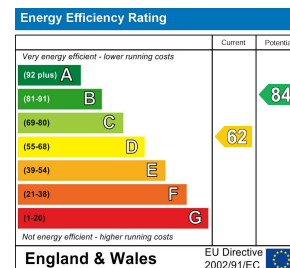 Energy Efficiency Rating
Current Potentia
Very energy efficient - lower running costs
(92 plus) A
(81-91) B
(69-80) C
(55-68) D
(39-54) E
(21-38) F
(1-20) G
62
84
Not energy efficient - higher running costs
England & Wales
EU Directive
2002/91/EC